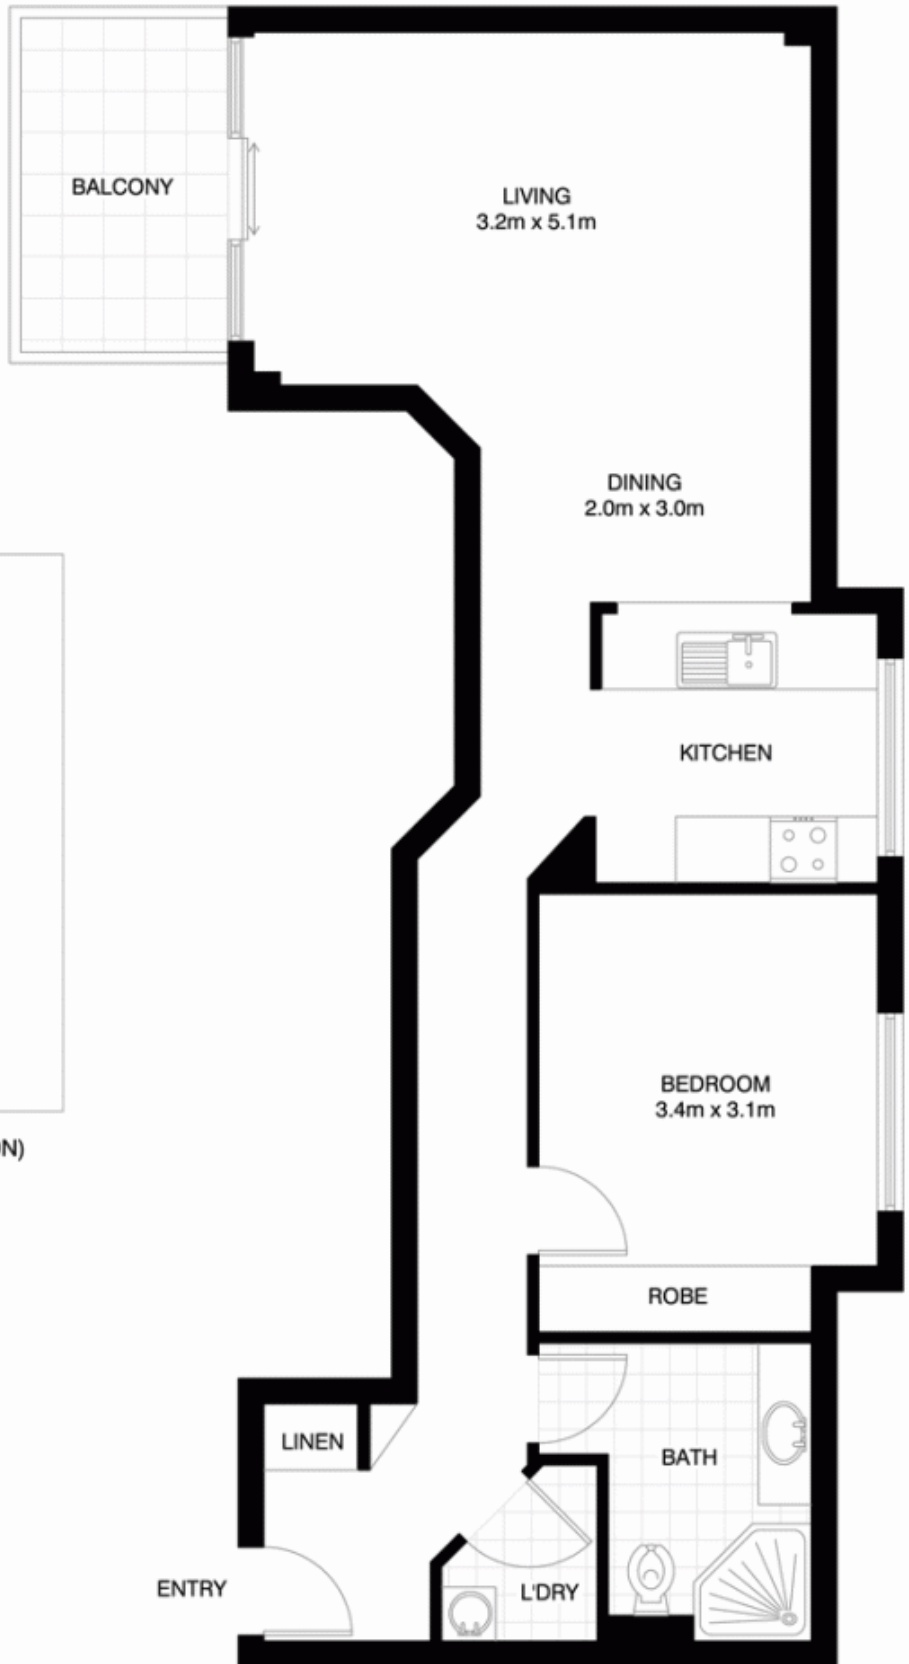 BALCONY
LIVING
3.2m x 5.1m
DINING
2.0m x 3.0m
KITCHEN
BEDROOM
3.4m x 3.1m
ROBE
LINEN
BATH
ENTRY
L'DRY